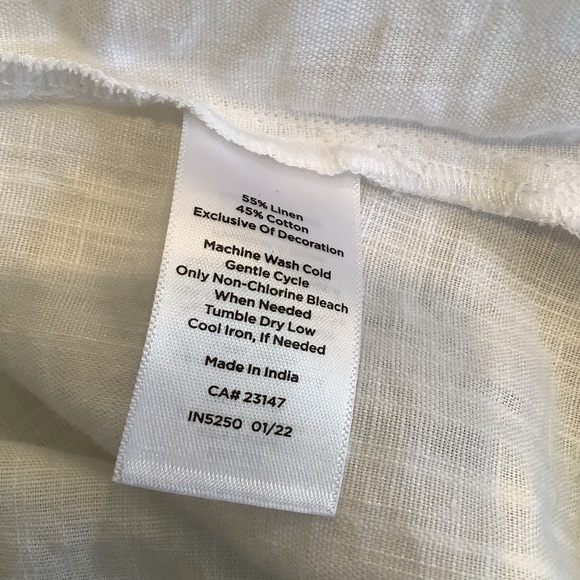 55% Linen
45% Cotton
Exclusive Of Decoration
Machine Wash Cold
Gentle Cycle
Only Non-Chlorine Bleach
When Needed
Tumble Dry Low
Cool Iron, If Needed
Made In India
CA# 23147
IN5250 01/22